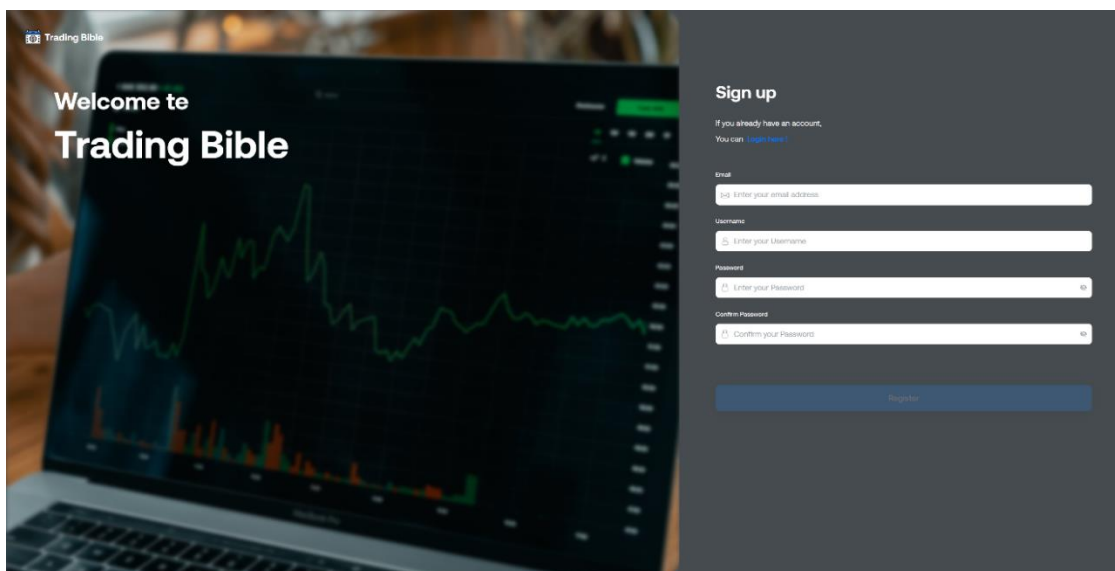 Trading Bible
Welcome te
Trading Bible
Sign up
If you already have an account,
You can Login here !
Email
Enter your email address
Username
Enter your Username
Password
Enter your Password
Confirm Password
Confirm your Password
Register